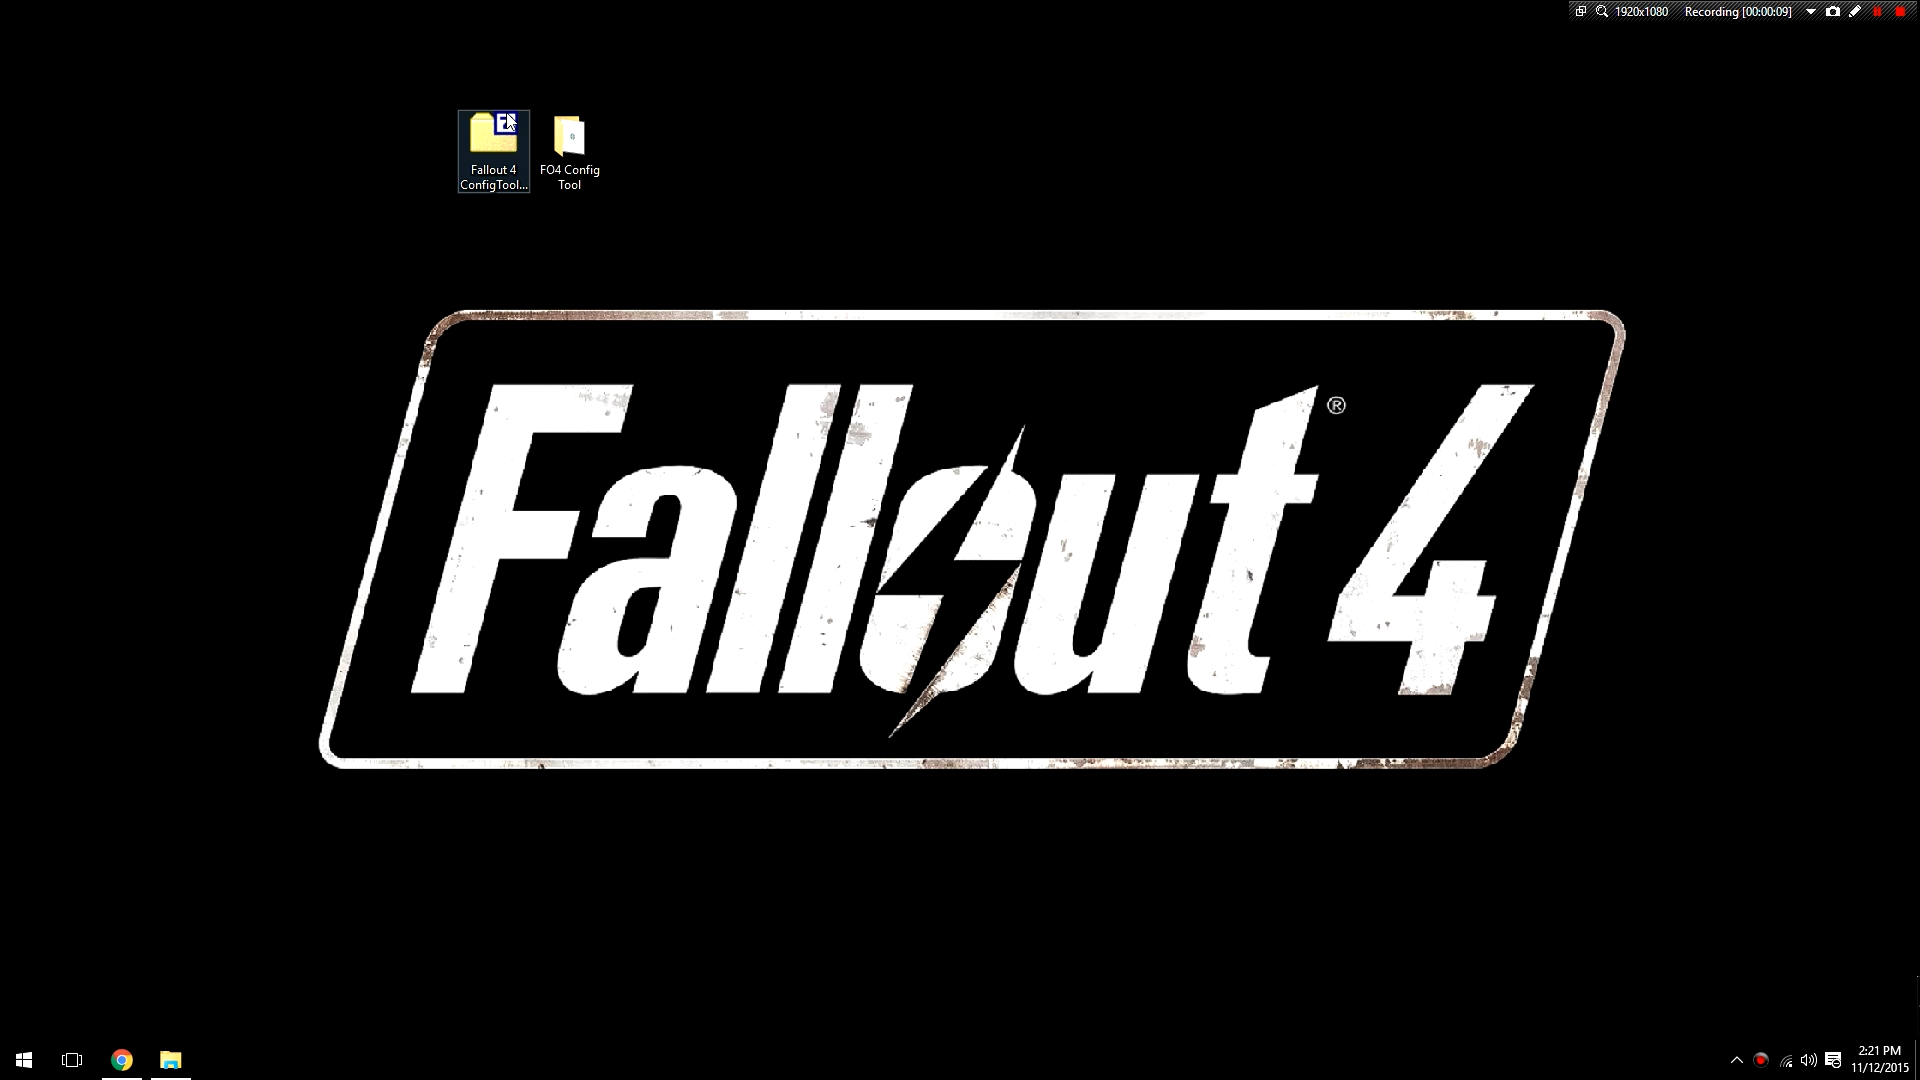 1920x1080 Recording [00:00:09]
Fallout 4
ConfigTool...
FO4 Config
Tool
Fallout 4
®
2:21 PM
11/12/2015